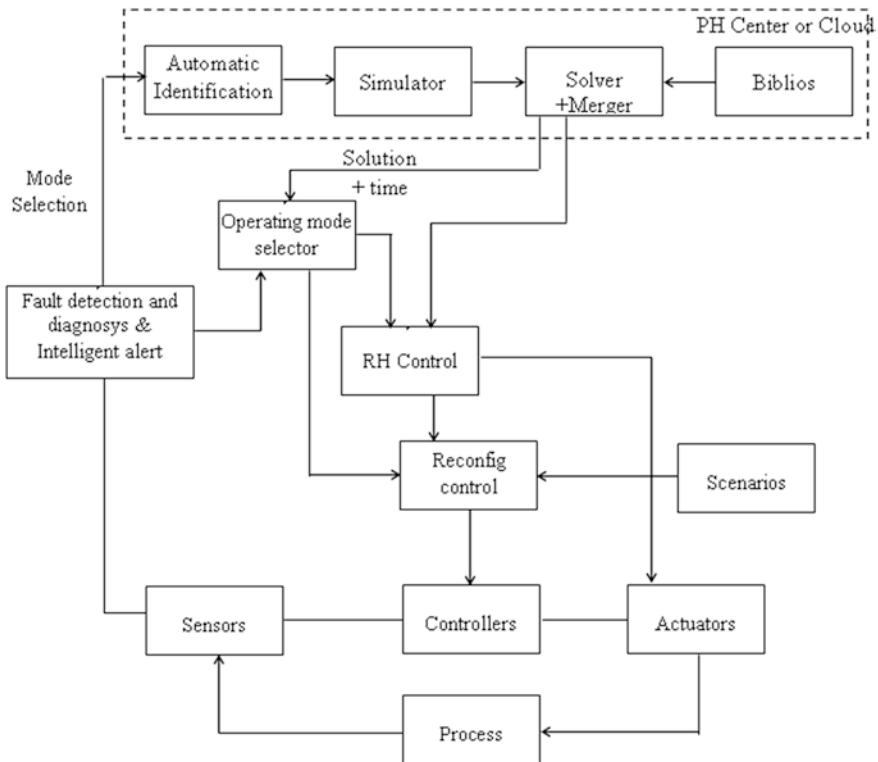 PH Center or Cloud
Automatic
Identification
Simulator
Solver
+Merger
Biblios
Mode
Selection
Solution
+ time
Operating mode
selector
Fault detection and
diagnosys &
Intelligent alert
RH Control
Reconfig
control
Scenarios
Sensors
Controllers
Actuators
Process